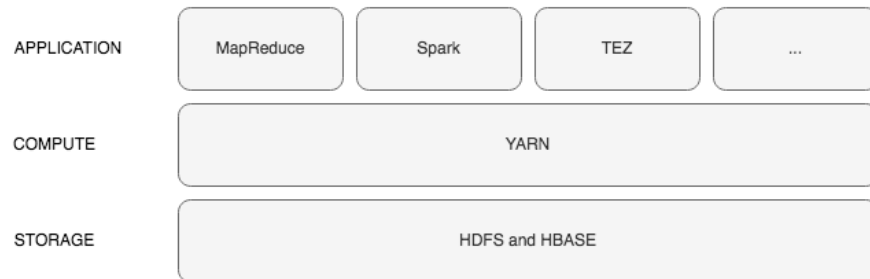 APPLICATION MapReduce Spark TEZ ...
COMPUTE YARN
STORAGE HDFS and HBASE